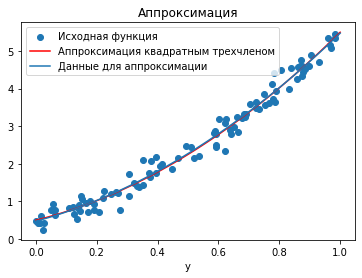 Аппроксимация
Исходная функция
Аппроксимация квадратным трехчленом
Данные для аппроксимации
5
4
3
2
1
0
0.0 0.2 0.4 0.6 0.8 1.0
y